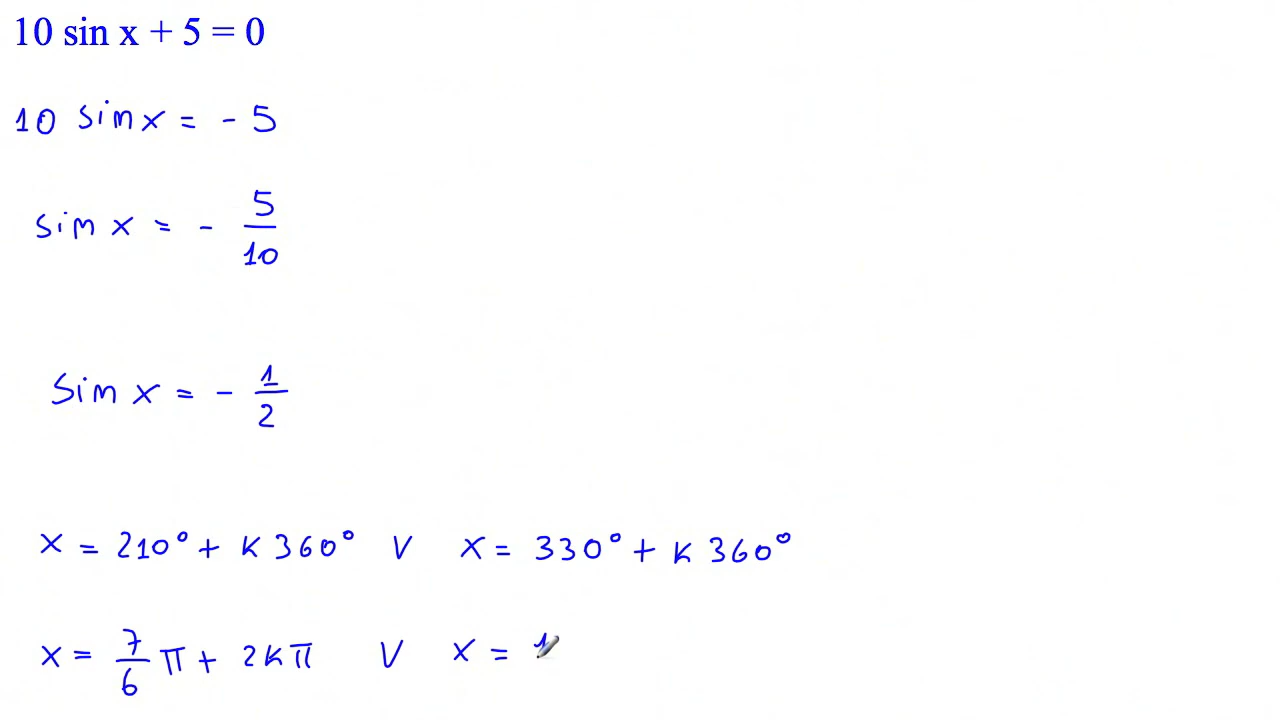 10 sin x + 5 = 0
10 sin x = - 5
sin x = - 5/10
sin x = - 1/2
x = 210° + K 360° V x = 330° + K 360°
x = 7/6 π + 2Kπ V x = 1